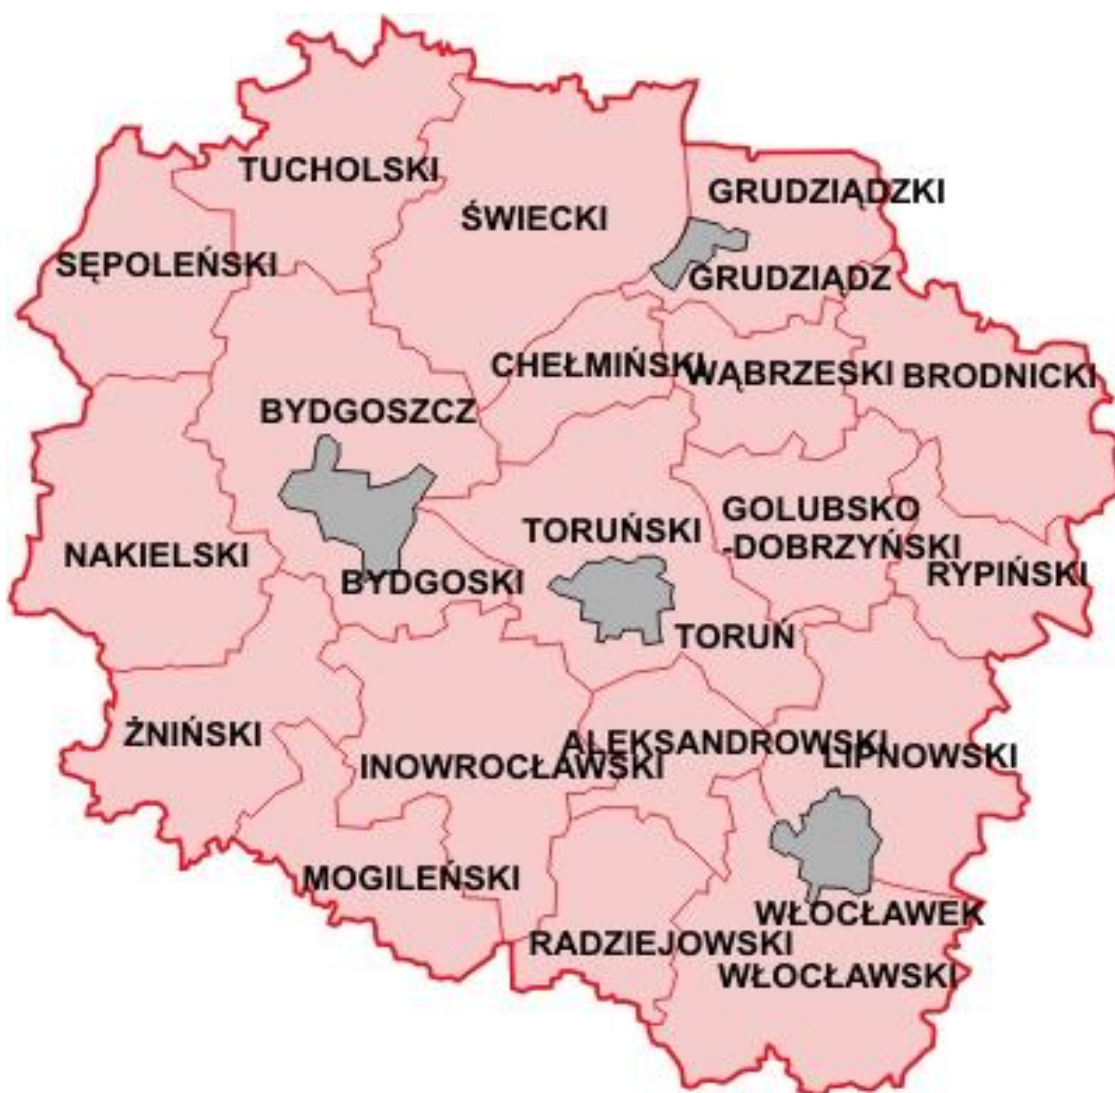 TUCHOLSKI
GRUDZIĄDZKI
ŚWIECKI
SĘPOLEŃSKI
GRUDZIĄDZ
CHEŁMIŃSKI
WĄBRZESKI
BRODNICKI
BYDGOSZCZ
GOLUBSKO
-DOBRZYŃSKI
TORUŃSKI
NAKIELSKI
RYPIŃSKI
BYDGOSKI
TORUŃ
ŻNIŃSKI
ALEKSANDROWSKI
LIPNOWSKI
INOWROCŁAWSKI
MOGILEŃSKI
WŁOCŁAWEK
RADZIEJOWSKI
WŁOCŁAWSKI